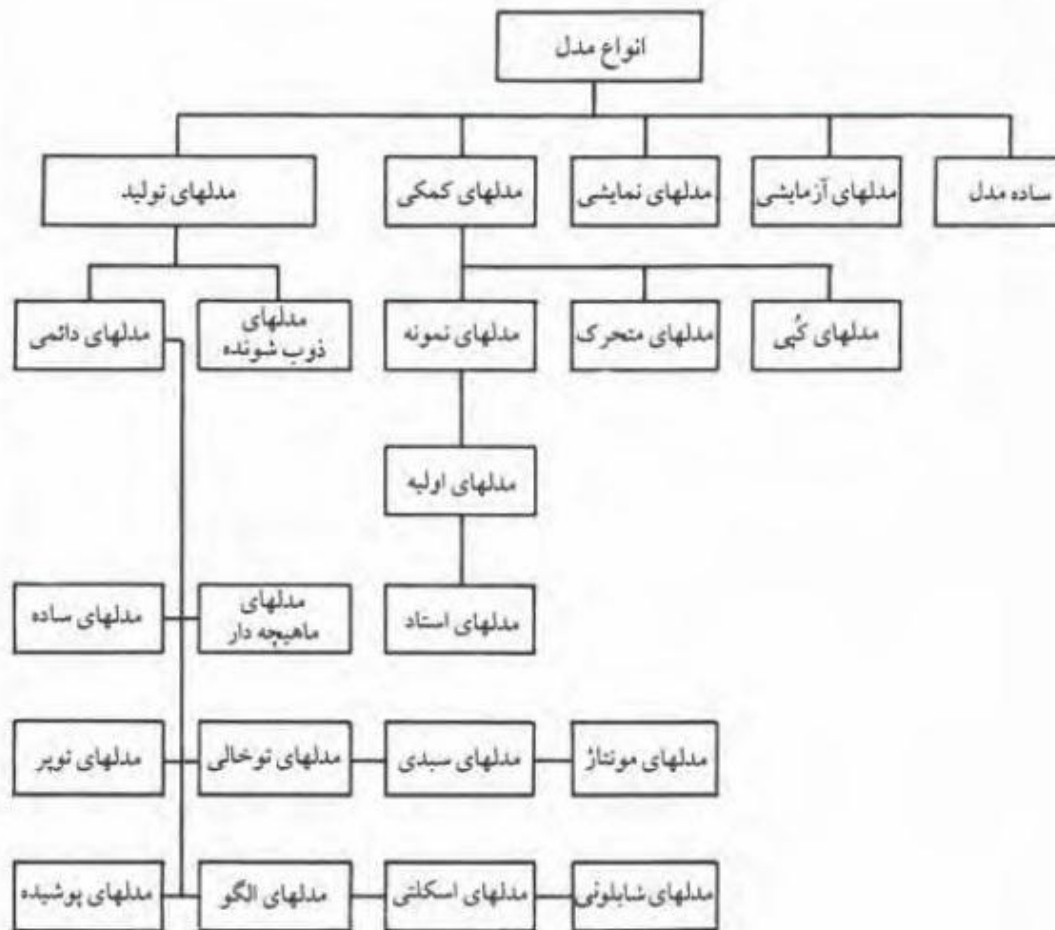 انواع مدل
ساده مدل
مدلهای آزمایشی
مدلهای نمایشی
مدلهای کمکی
مدلهای تولید
مدلهای کُپی
مدلهای متحرک
مدلهای نمونه
مدلهای
ذوب شونده
مدلهای دائمی
مدلهای اولیه
مدلهای استاد
مدلهای
ماهیچه دار
مدلهای ساده
مدلهای مونتاژ
مدلهای سبدی
مدلهای توخالی
مدلهای توپر
مدلهای شابلونی
مدلهای اسکلتی
مدلهای الگو
مدلهای پوشیده